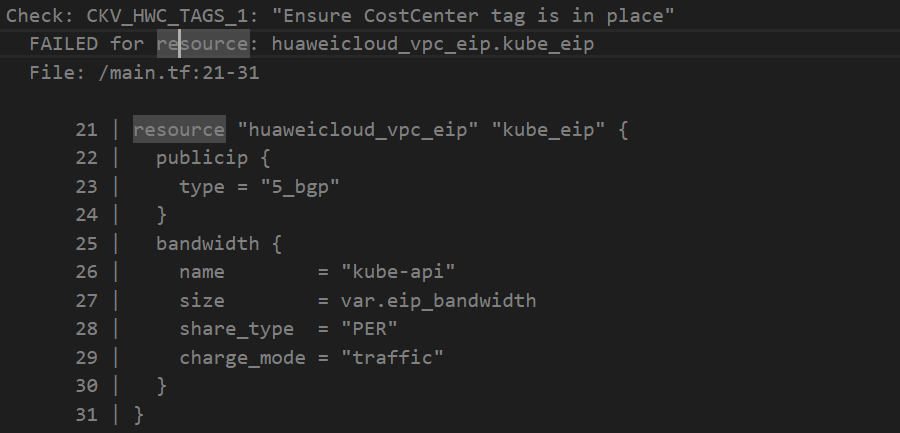 Check: CKV_HWC_TAGS_1: "Ensure CostCenter tag is in place"
  FAILED for resource: huaweicloud_vpc_eip.kube_eip
  File: /main.tf:21-31

      21 | resource "huaweicloud_vpc_eip" "kube_eip" {
      22 |   publicip {
      23 |     type = "5_bgp"
      24 |   }
      25 |   bandwidth {
      26 |     name        = "kube-api"
      27 |     size        = var.eip_bandwidth
      28 |     share_type  = "PER"
      29 |     charge_mode = "traffic"
      30 |   }
      31 | }